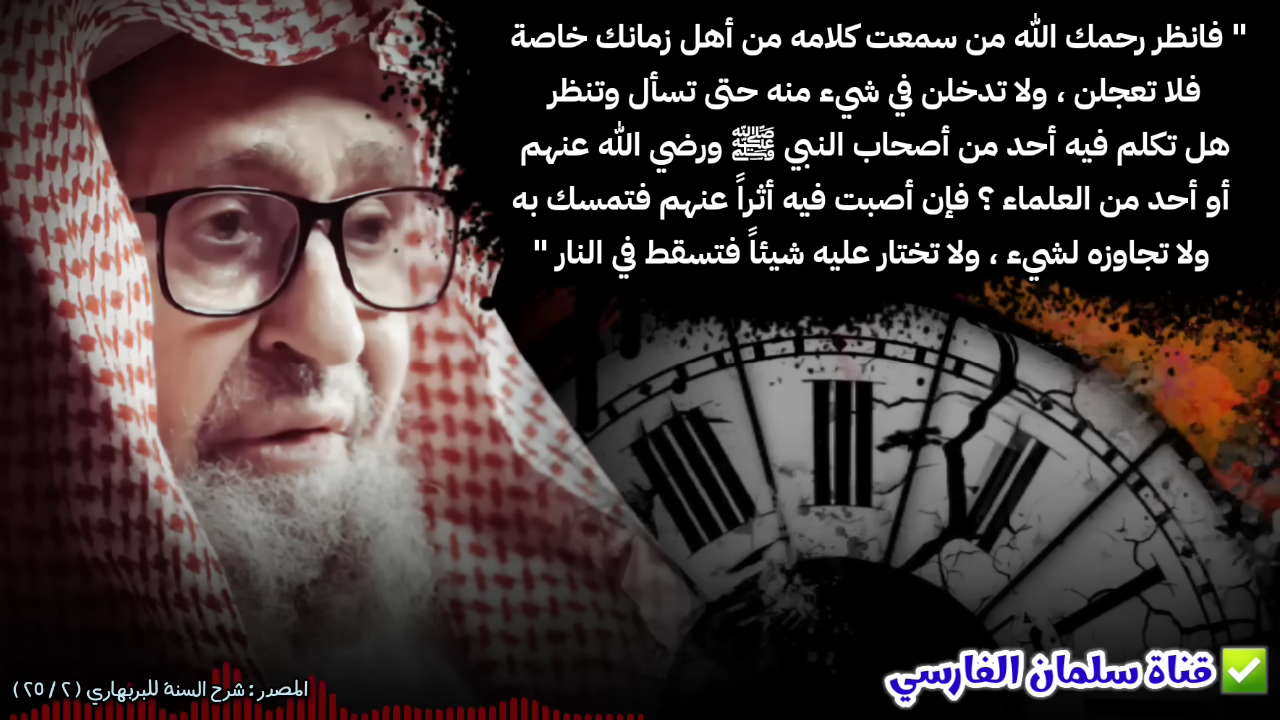 " فانظر رحمك الله من سمعت كلامه من أهل زمانك خاصة
فلا تعجلن ، ولا تدخلن في شيء منه حتى تسأل وتنظر
هل تكلم فيه أحد من أصحاب النبي ﷺ ورضي الله عنهم
أو أحد من العلماء ؟ فإن أصبت فيه أثراً عنهم فتمسك به
ولا تجاوزه لشيء ، ولا تختار عليه شيئاً فتسقط في النار "
✅ قناة سلمان الفارسي
المصدر : شرح السنة للبربهاري ( ٢ / ٢٥ )